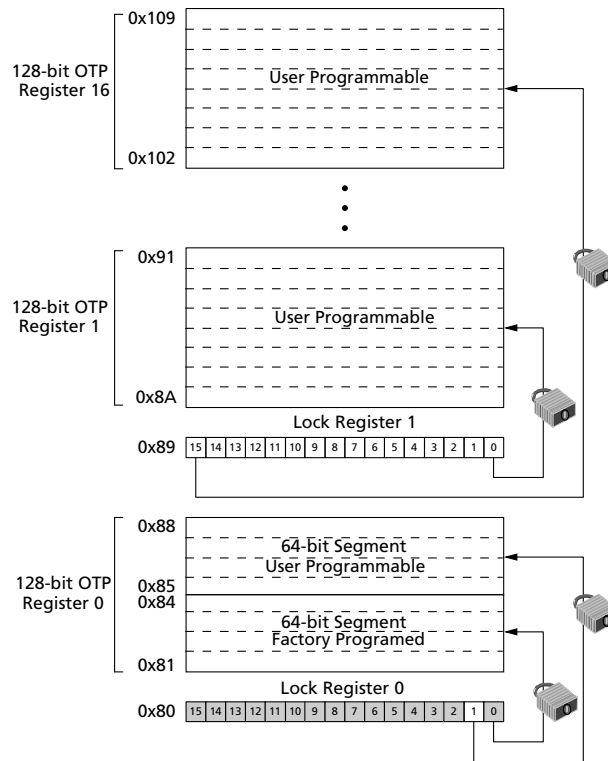 0x109
128-bit OTP
Register 16
User Programmable
0x102
0x91
128-bit OTP
Register 1
User Programmable
0x8A
Lock Register 1
0x89
15 14 13 12 11 10 9 8 7 6 5 4 3 2 1 0
0x88
64-bit Segment
User Programmable
128-bit OTP
Register 0
0x85
0x84
64-bit Segment
Factory Programed
0x81
Lock Register 0
0x80
15 14 13 12 11 10 9 8 7 6 5 4 3 2 1 0